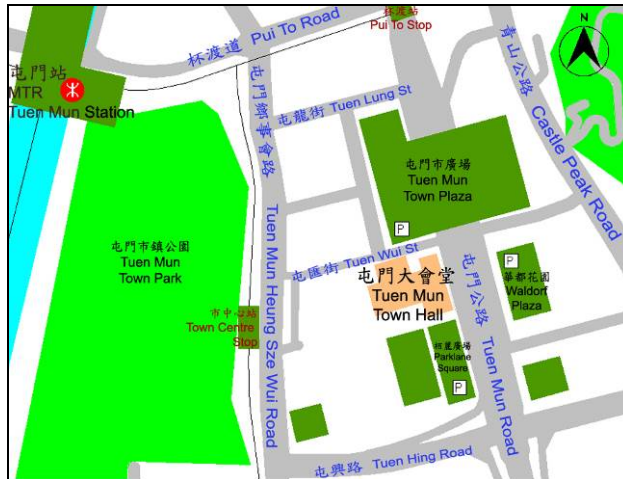 杯渡站
Pui To Stop
杯渡道 Pui To Road
N
青山公路 Castle Peak Road
屯門站
MTR
Tuen Mun Station
屯門鄉事會路 Tuen Mun Heung Sze Wui Road
屯龍街 Tuen Lung St
屯門市廣場
Tuen Mun
Town Plaza
P
屯門市鎮公園
Tuen Mun
Town Park
屯匯街 Tuen Wui St
屯門大會堂
Tuen Mun
Town Hall
屯門公路 Tuen Mun Road
P
華都花園
Waldorf
Plaza
市中心站
Town Centre
Stop
栢麗廣場
Parklane
Square
P
屯興路 Tuen Hing Road